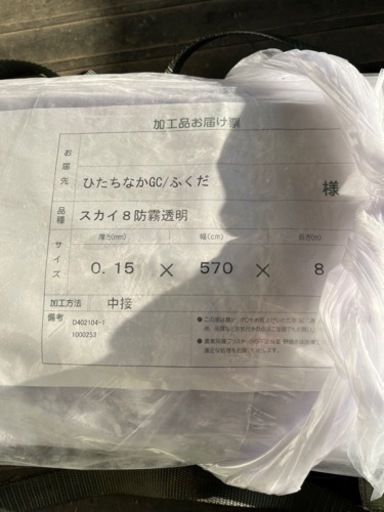 加工品お届け票
お届先
ひたちなかGC/ふくだ
様
品種
スカイ8防霧透明
サイズ
厚さ(mm)
幅(cm)
長さ(m)
0.15 × 570 × 8
加工方法
中接
備考
D402104-1
1000253